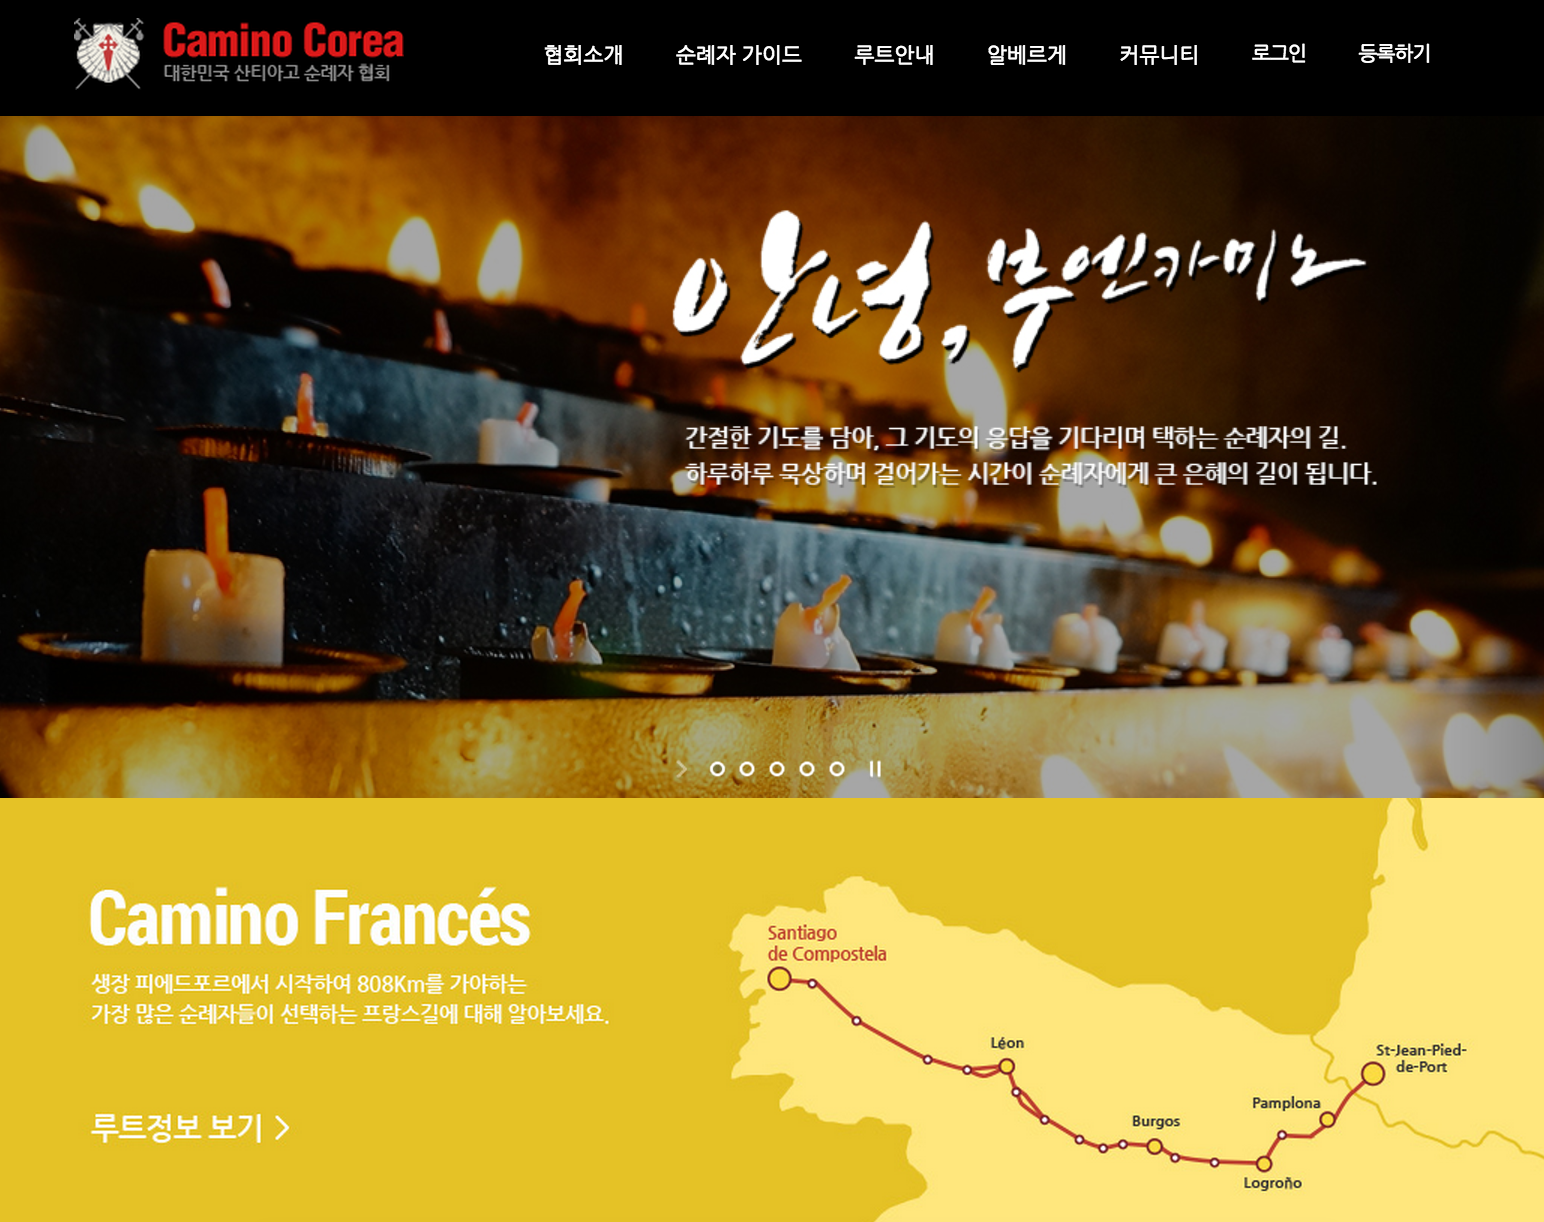 Camino Corea
대한민국 산티아고 순례자 협회
협회소개 순례자 가이드 루트안내 알베르게 커뮤니티 로그인 등록하기
안녕, 부엔카미노
간절한 기도를 담아, 그 기도의 응답을 기다리며 택하는 순례자의 길.
하루하루 묵상하며 걸어가는 시간이 순례자에게 큰 은혜의 길이 됩니다.
Camino Francés
생장 피에드포르에서 시작하여 808Km를 가야하는
가장 많은 순례자들이 선택하는 프랑스길에 대해 알아보세요.
루트정보 보기 >
Santiago
de Compostela
Léon
Burgos
Logroño
Pamplona
St-Jean-Pied-
de-Port